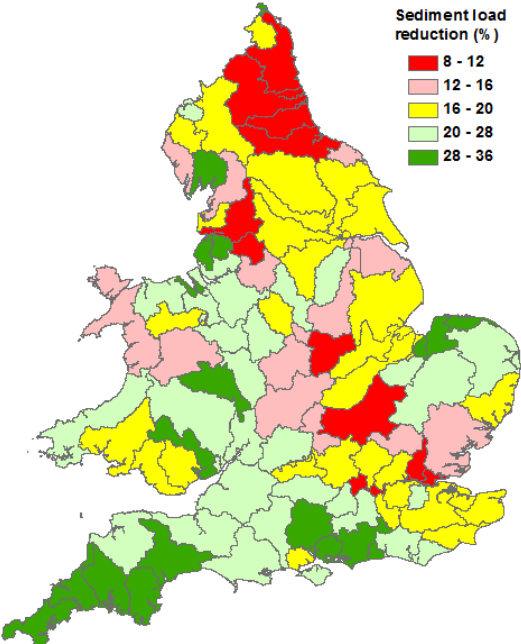 Sediment load
reduction (%)
8 - 12
12 - 16
16 - 20
20 - 28
28 - 36